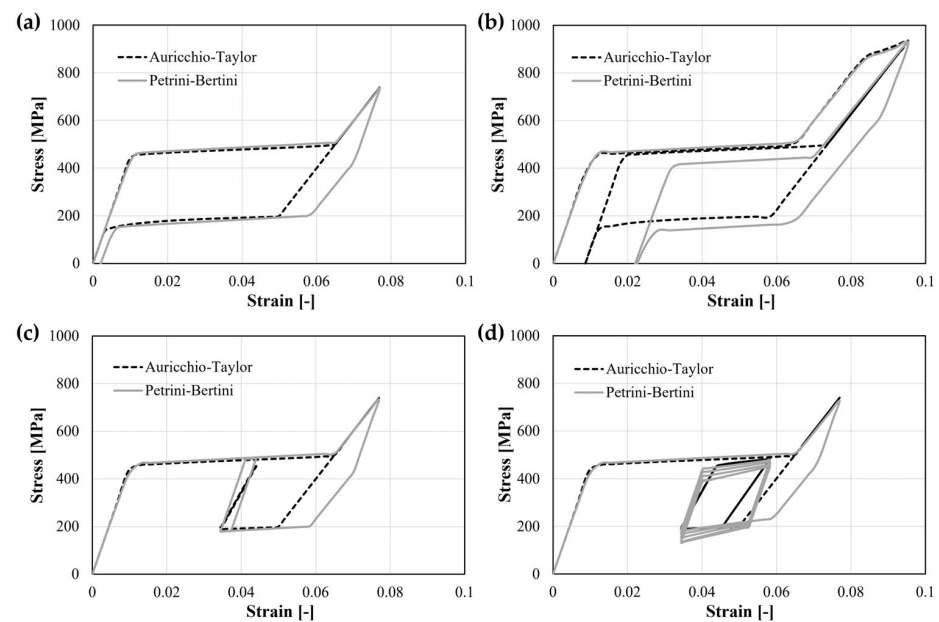 (a)
1000
800
600
400
200
0
Stress [MPa]
Auricchio-Taylor
Petrini-Bertini
0 0.02 0.04 0.06 0.08 0.1
Strain [-]
(b)
1000
800
600
400
200
0
Stress [MPa]
Auricchio-Taylor
Petrini-Bertini
0 0.02 0.04 0.06 0.08 0.1
Strain [-]
(c)
1000
800
600
400
200
0
Stress [MPa]
Auricchio-Taylor
Petrini-Bertini
0 0.02 0.04 0.06 0.08 0.1
Strain [-]
(d)
1000
800
600
400
200
0
Stress [MPa]
Auricchio-Taylor
Petrini-Bertini
0 0.02 0.04 0.06 0.08 0.1
Strain [-]